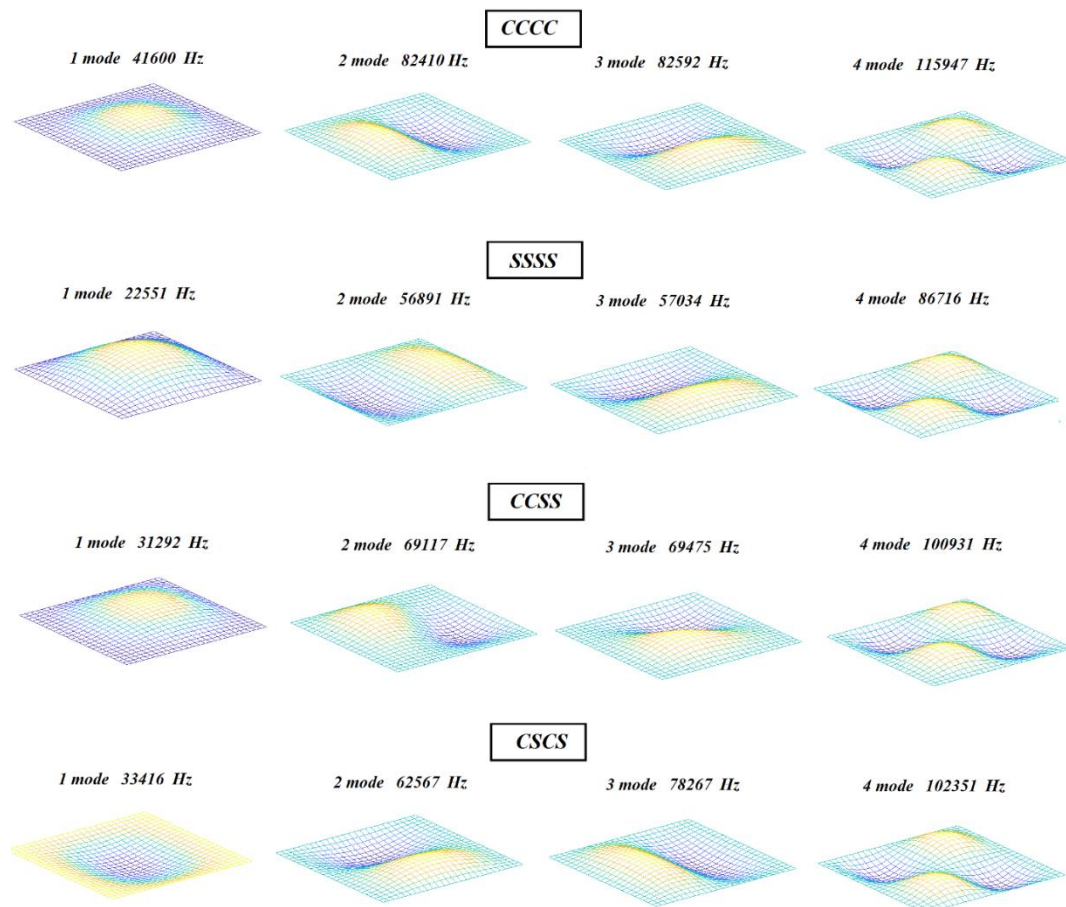 CCCC
1 mode 41600 Hz
2 mode 82410 Hz
3 mode 82592 Hz
4 mode 115947 Hz
SSSS
1 mode 22551 Hz
2 mode 56891 Hz
3 mode 57034 Hz
4 mode 86716 Hz
CCSS
1 mode 31292 Hz
2 mode 69117 Hz
3 mode 69475 Hz
4 mode 100931 Hz
CSCS
1 mode 33416 Hz
2 mode 62567 Hz
3 mode 78267 Hz
4 mode 102351 Hz